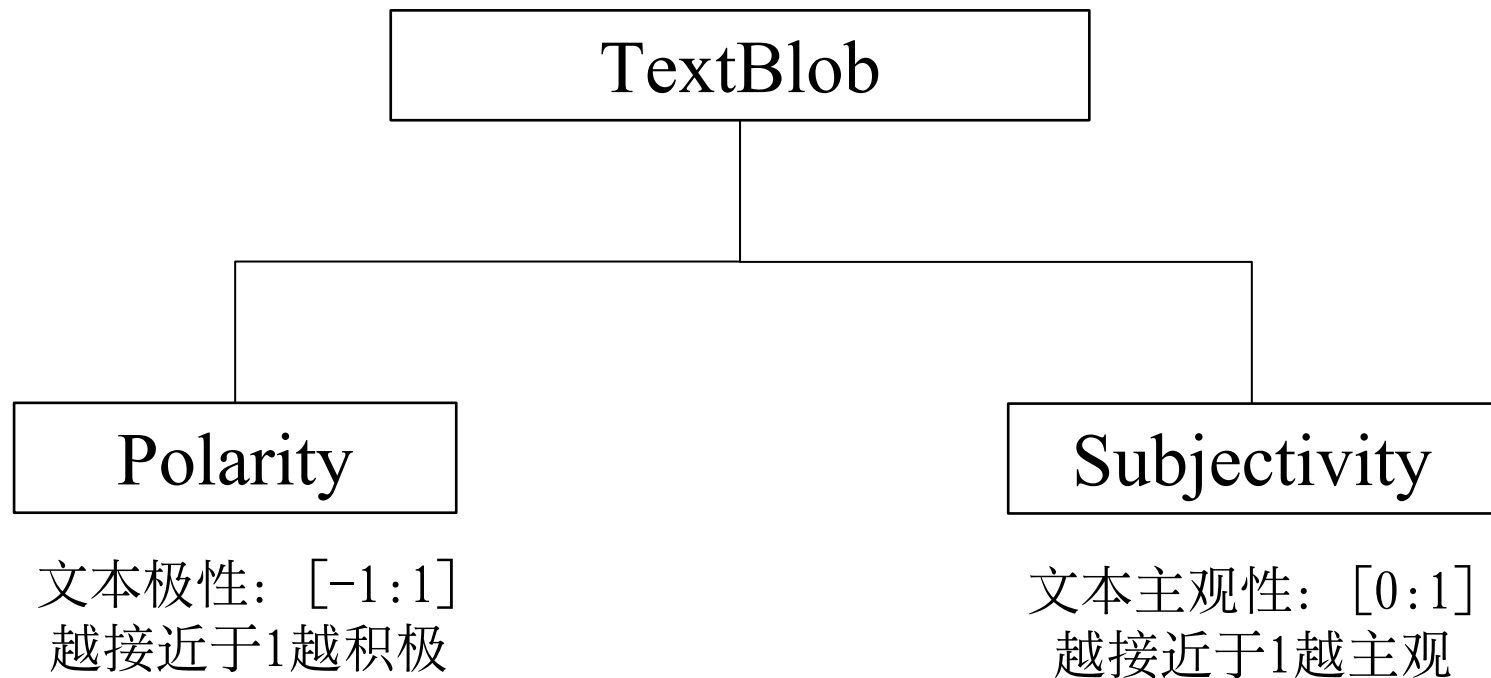 TextBlob
Polarity
Subjectivity
文本极性：[-1:1]
越接近于1越积极
文本主观性：[0:1]
越接近于1越主观